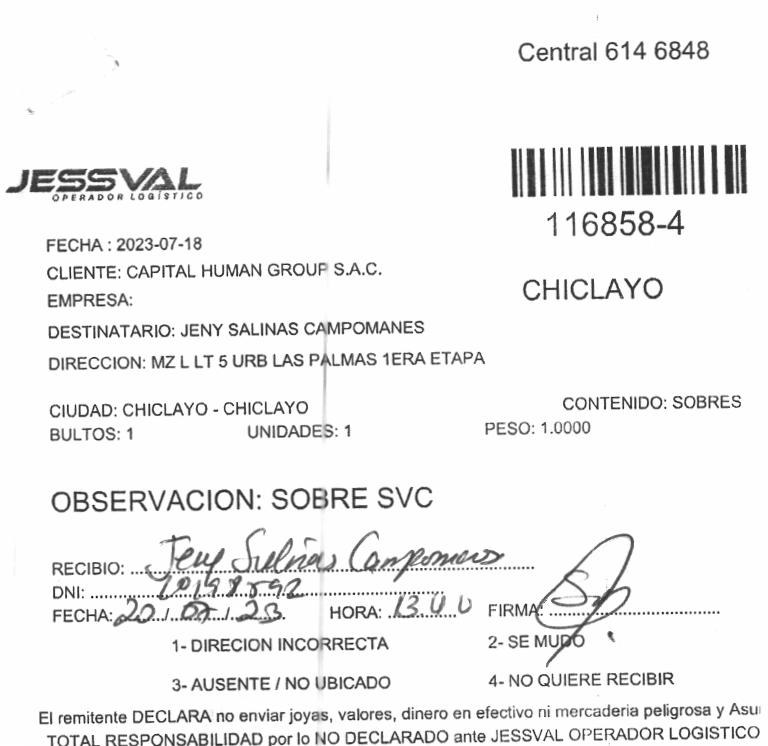 Central 614 6848
JESSVAL
OPERADOR LOGÍSTICO
116858-4
FECHA : 2023-07-18
CLIENTE: CAPITAL HUMAN GROUP S.A.C.
CHICLAYO
EMPRESA:
DESTINATARIO: JENY SALINAS CAMPOMANES
DIRECCION: MZ L LT 5 URB LAS PALMAS 1ERA ETAPA
CIUDAD: CHICLAYO - CHICLAYO CONTENIDO: SOBRES
BULTOS: 1 UNIDADES: 1 PESO: 1.0000
OBSERVACION: SOBRE SVC
RECIBIO: Jeny Salinas Campomanes
DNI:
FECHA: 20/07/23 HORA: 13.40 FIRMA:
1- DIRECION INCORRECTA 2- SE MUDO
3- AUSENTE / NO UBICADO 4- NO QUIERE RECIBIR
El remitente DECLARA no enviar joyas, valores, dinero en efectivo ni mercaderia peligrosa y Asu
TOTAL RESPONSABILIDAD por lo NO DECLARADO ante JESSVAL OPERADOR LOGISTICO